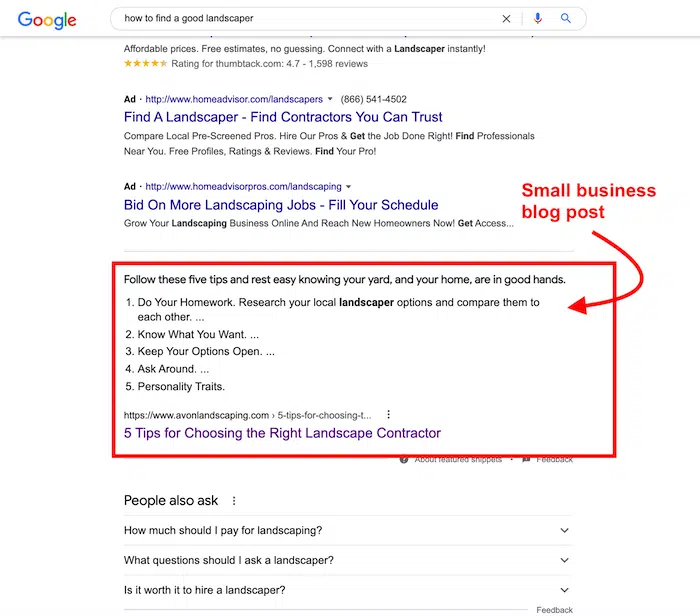 Google
how to find a good landscaper
Affordable prices. Free estimates, no guessing. Connect with a Landscaper instantly!
Rating for thumbtack.com: 4.7 - 1,598 reviews
Ad · http://www.homeadvisor.com/landscapers (866) 541-4502
Find A Landscaper - Find Contractors You Can Trust
Compare Local Pre-Screened Pros. Hire Our Pros & Get the Job Done Right! Find Professionals
Near You. Free Profiles, Ratings & Reviews. Find Your Pro!
Ad · http://www.homeadvisorpros.com/landscaping
Bid On More Landscaping Jobs - Fill Your Schedule
Grow Your Landscaping Business Online And Reach New Homeowners Now! Get Access...
Small business
blog post
Follow these five tips and rest easy knowing your yard, and your home, are in good hands.
1. Do Your Homework. Research your local landscaper options and compare them to
each other. ...
2. Know What You Want. ...
3. Keep Your Options Open. ...
4. Ask Around. ...
5. Personality Traits.
https://www.avonlandscaping.com › 5-tips-for-choosing-t...
5 Tips for Choosing the Right Landscape Contractor
About featured snippets · Feedback
People also ask
How much should I pay for landscaping?
What questions should I ask a landscaper?
Is it worth it to hire a landscaper?
Feedback